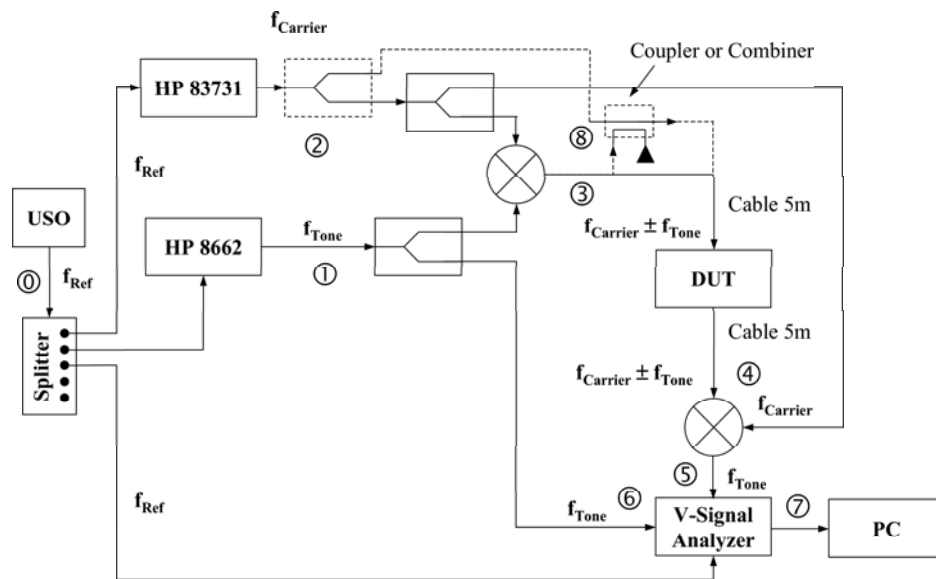 f_Carrier
Coupler or Combiner
HP 83731
②
⑧
f_Ref
③
USO
Cable 5m
f_Tone
HP 8662
f_Carrier ± f_Tone
①
⓪
f_Ref
DUT
Splitter
Cable 5m
f_Carrier ± f_Tone
④
f_Carrier
⑤
f_Tone
f_Ref
⑥
⑦
f_Tone
V-Signal
Analyzer
PC